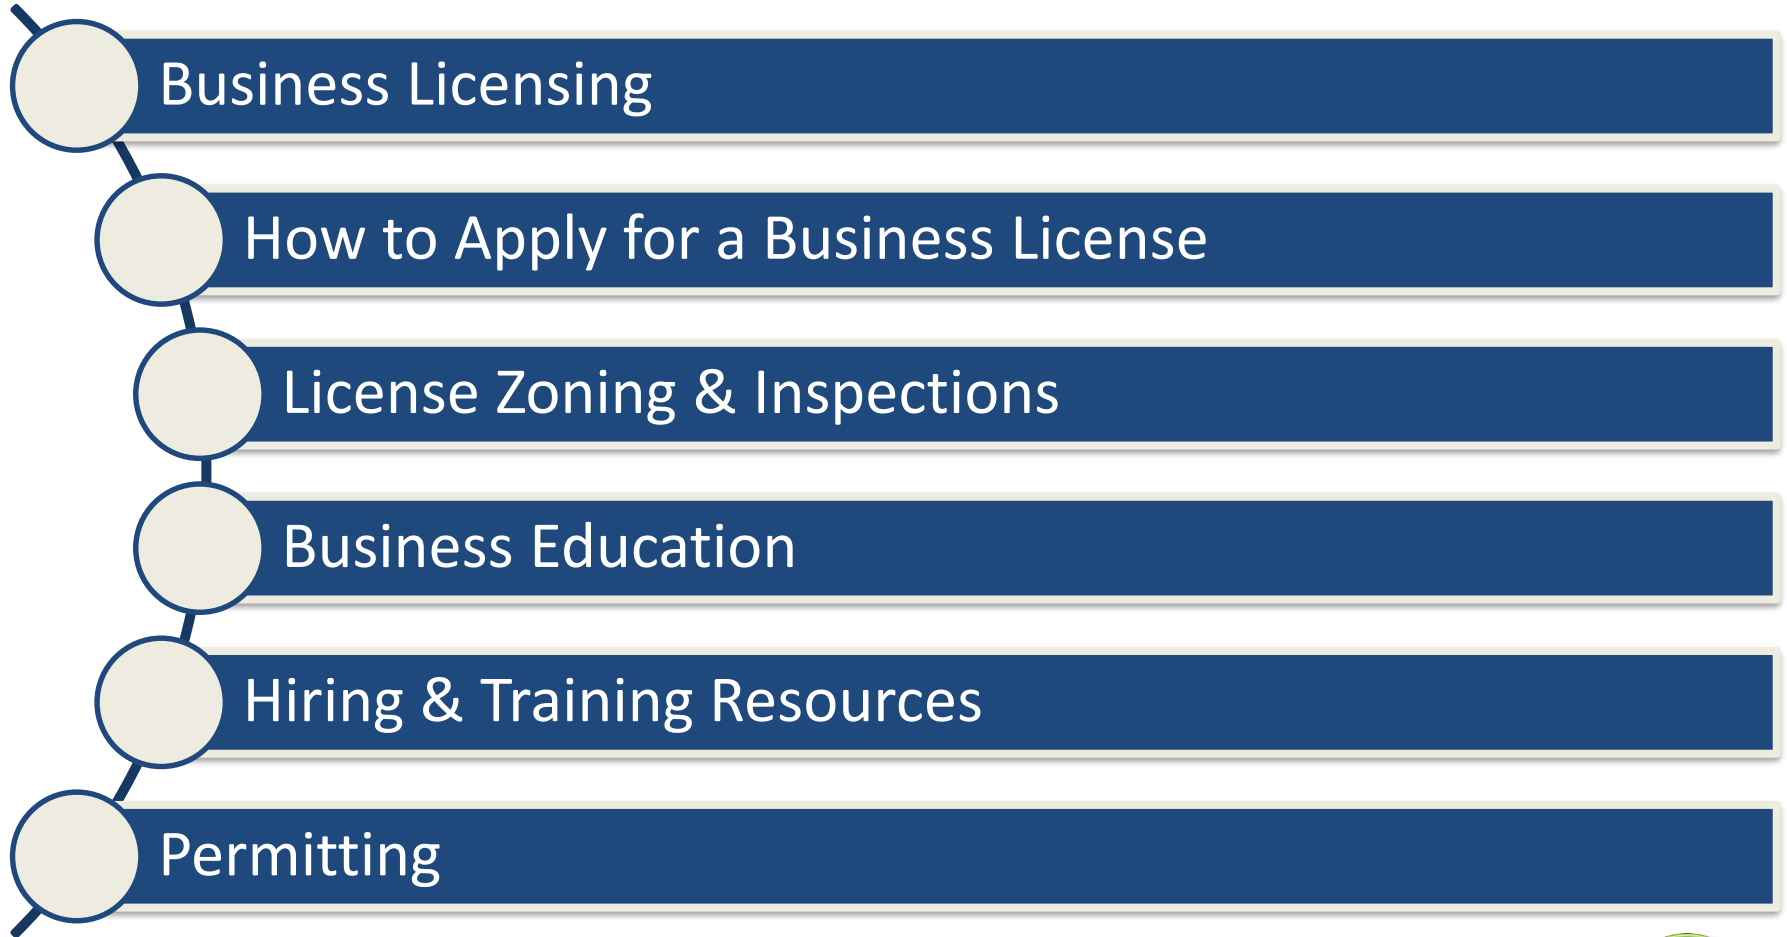 Business Licensing
How to Apply for a Business License
License Zoning & Inspections
Business Education
Hiring & Training Resources
Permitting